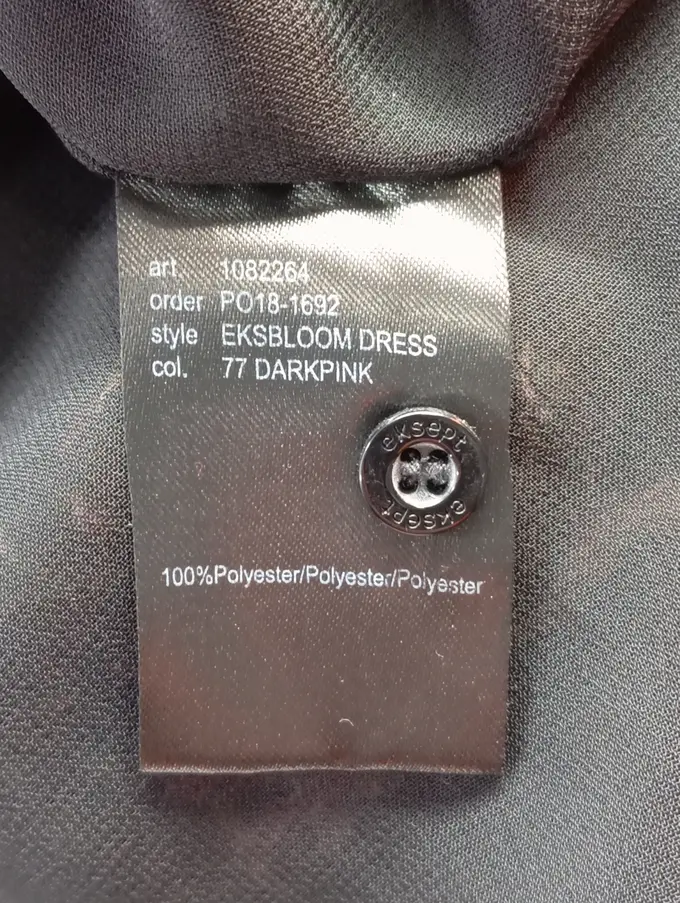 art. 1082264
order PO18-1692
style EKSBLOOM DRESS
col. 77 DARKPINK
eksept
eksept
100%Polyester/Polyester/Polyester